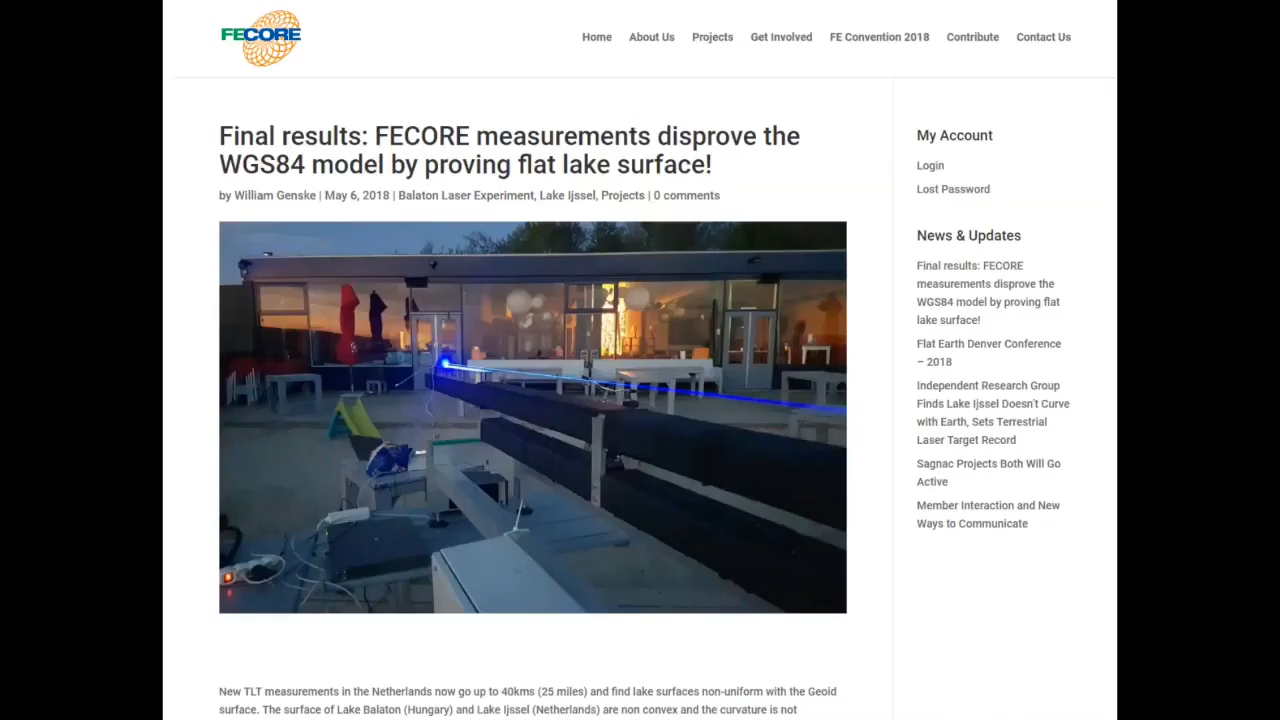 FECORE
Home About Us Projects Get Involved FE Convention 2018 Contribute Contact Us
Final results: FECORE measurements disprove the
WGS84 model by proving flat lake surface!
by William Genske | May 6, 2018 | Balaton Laser Experiment, Lake Ijssel, Projects | 0 comments
New TLT measurements in the Netherlands now go up to 40kms (25 miles) and find lake surfaces non-uniform with the Geoid
surface. The surface of Lake Balaton (Hungary) and Lake Ijssel (Netherlands) are non convex and the curvature is not
My Account
Login
Lost Password
News & Updates
Final results: FECORE
measurements disprove the
WGS84 model by proving flat
lake surface!
Flat Earth Denver Conference
– 2018
Independent Research Group
Finds Lake Ijssel Doesn't Curve
with Earth, Sets Terrestrial
Laser Target Record
Sagnac Projects Both Will Go
Active
Member Interaction and New
Ways to Communicate